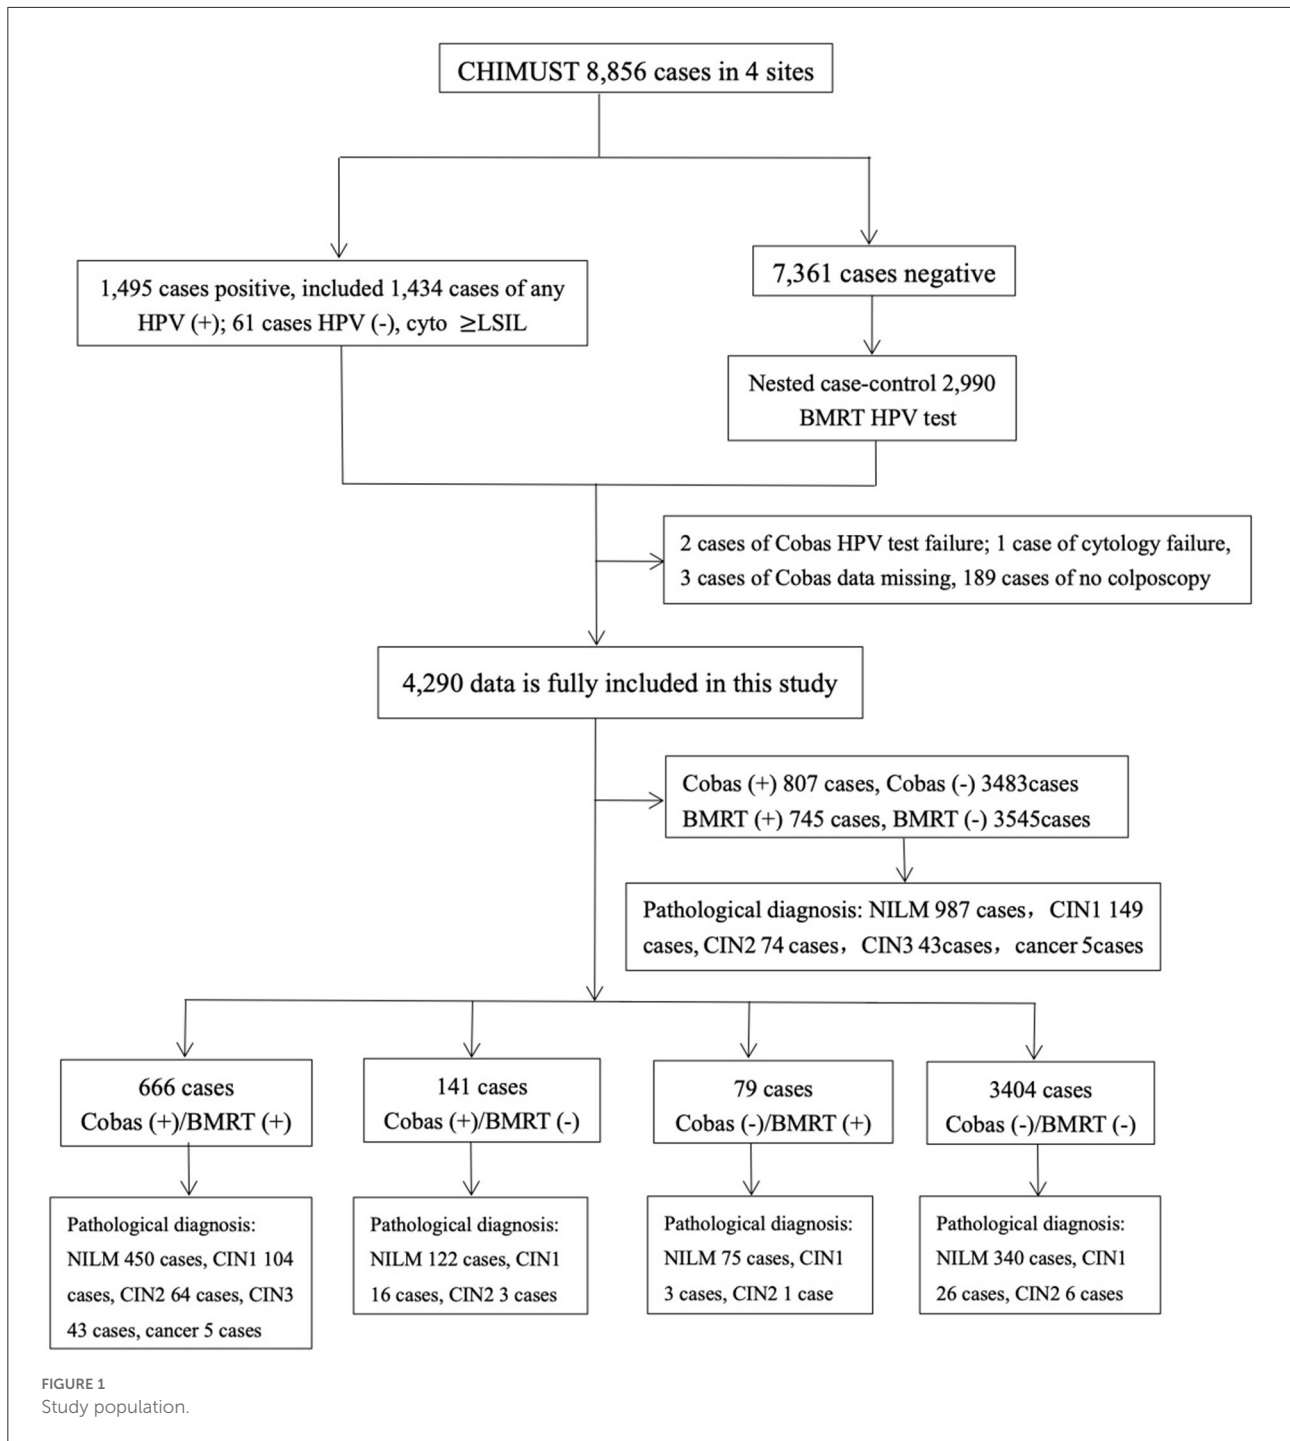 CHIMUST 8,856 cases in 4 sites
1,495 cases positive, included 1,434 cases of any
HPV (+); 61 cases HPV (-), cyto ≥LSIL
7,361 cases negative
Nested case-control 2,990
BMRT HPV test
2 cases of Cobas HPV test failure; 1 case of cytology failure,
3 cases of Cobas data missing, 189 cases of no colposcopy
4,290 data is fully included in this study
Cobas (+) 807 cases, Cobas (-) 3483cases
BMRT (+) 745 cases, BMRT (-) 3545cases
Pathological diagnosis: NILM 987 cases，CIN1 149
cases, CIN2 74 cases，CIN3 43cases，cancer 5cases
666 cases
Cobas (+)/BMRT (+)
141 cases
Cobas (+)/BMRT (-)
79 cases
Cobas (-)/BMRT (+)
3404 cases
Cobas (-)/BMRT (-)
Pathological diagnosis:
NILM 450 cases, CIN1 104
cases, CIN2 64 cases, CIN3
43 cases, cancer 5 cases
Pathological diagnosis:
NILM 122 cases, CIN1
16 cases, CIN2 3 cases
Pathological diagnosis:
NILM 75 cases, CIN1
3 cases, CIN2 1 case
Pathological diagnosis:
NILM 340 cases, CIN1
26 cases, CIN2 6 cases
FIGURE 1
Study population.